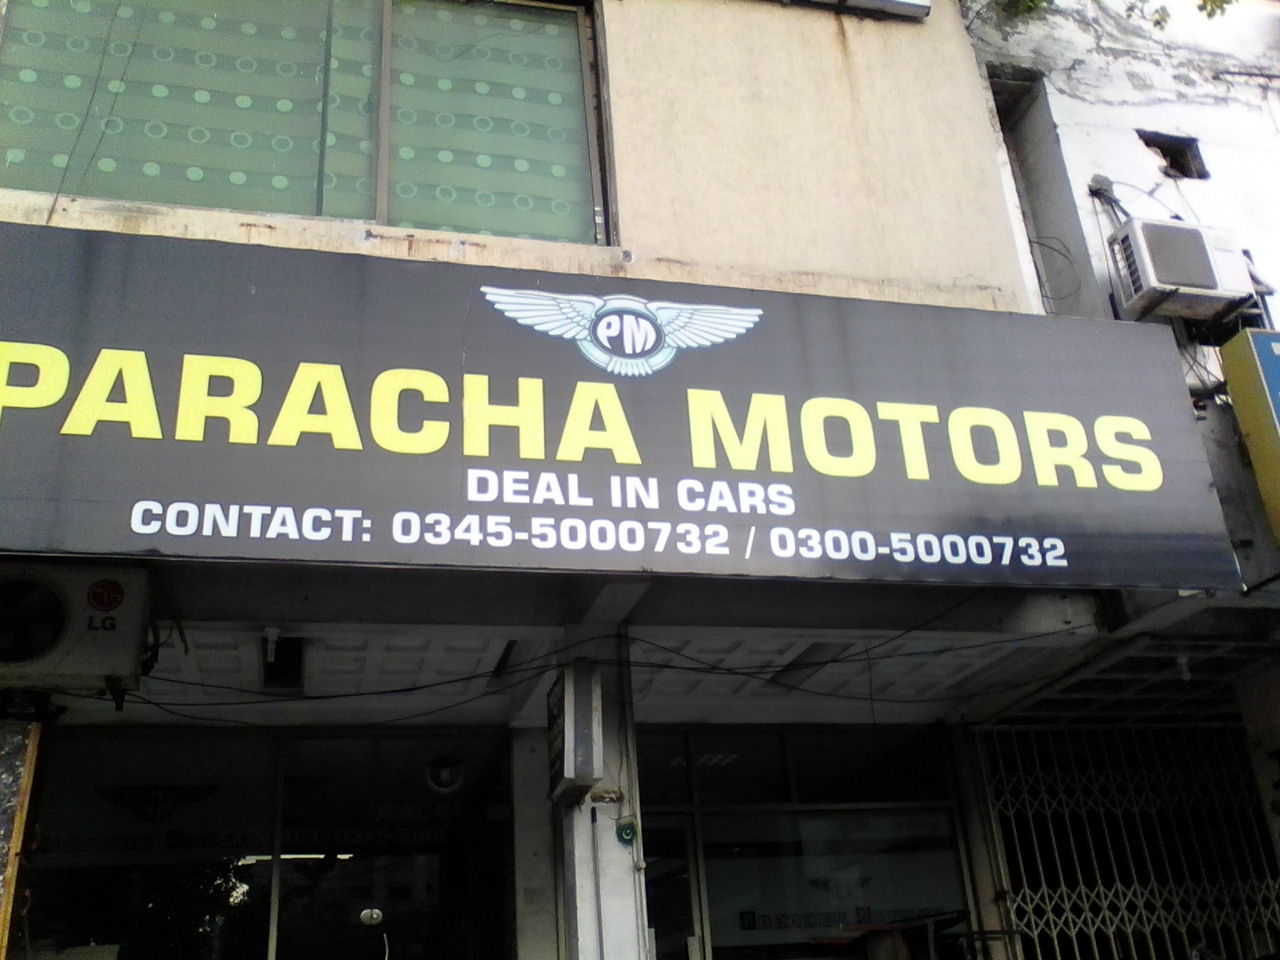 PM
PARACHA MOTORS
DEAL IN CARS
CONTACT: 0345-5000732 / 0300-5000732
LG